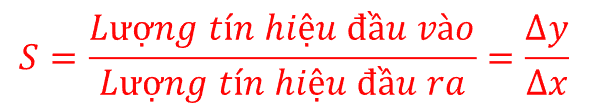 S = Lượng tín hiệu đầu vào / Lượng tín hiệu đầu ra = Δy / Δx